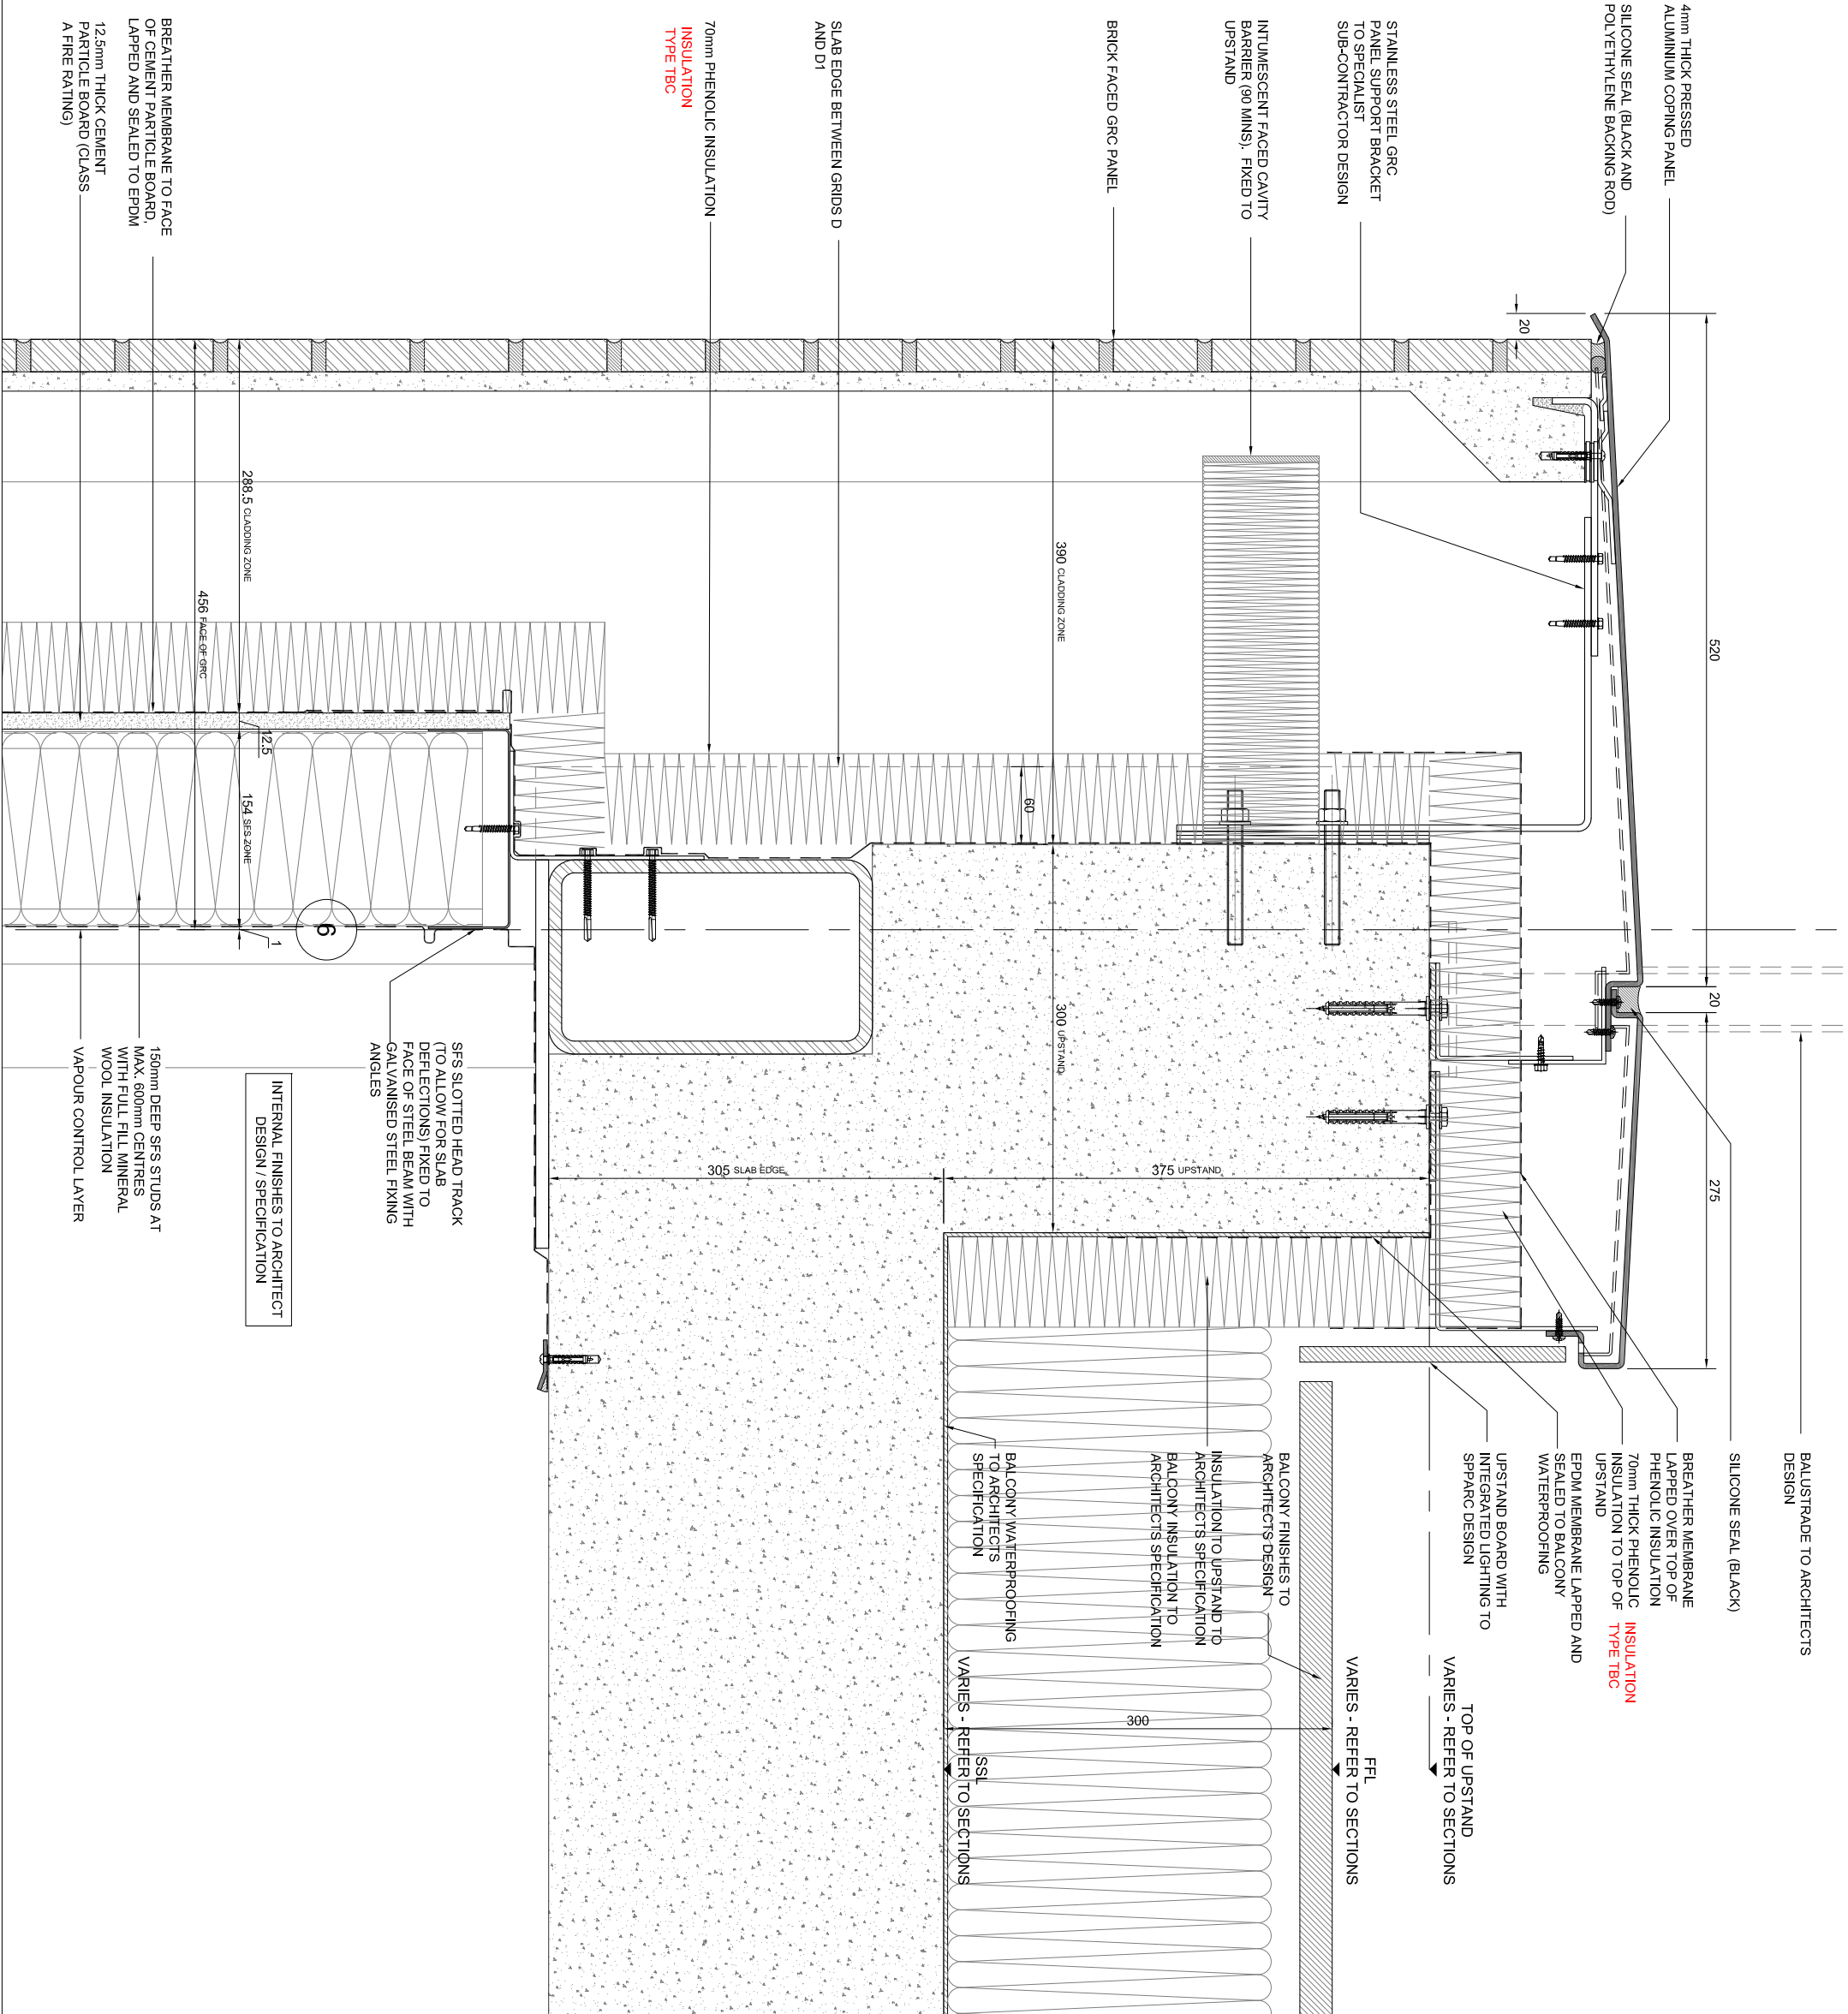 4mm THICK PRESSED
ALUMINIUM COPING PANEL
SILICONE SEAL (BLACK AND
POLYETHYLENE BACKING ROD)
STAINLESS STEEL GRC
PANEL SUPPORT BRACKET
TO SPECIALIST
SUB-CONTRACTOR DESIGN
INTUMESCENT FACED CAVITY
BARRIER (90 MINS). FIXED TO
UPSTAND
BRICK FACED GRC PANEL
SLAB EDGE BETWEEN GRIDS D
AND D1
70mm PHENOLIC INSULATION
INSULATION
TYPE TBC
BREATHER MEMBRANE TO FACE
OF CEMENT PARTICLE BOARD,
LAPPED AND SEALED TO EPDM
12.5mm THICK CEMENT
PARTICLE BOARD (CLASS
A FIRE RATING)
20
520
20
275
390 CLADDING ZONE
60
300 UPSTAND
375 UPSTAND
305 SLAB EDGE
288.5 CLADDING ZONE
456 FACE OF GRC
12.5
154 SFS ZONE
1
6
300
BALUSTRADE TO ARCHITECTS
DESIGN
SILICONE SEAL (BLACK)
BREATHER MEMBRANE
LAPPED OVER TOP OF
PHENOLIC INSULATION
70mm THICK PHENOLIC
INSULATION TO TOP OF
UPSTAND
INSULATION
TYPE TBC
EPDM MEMBRANE LAPPED AND
SEALED TO BALCONY
WATERPROOFING
UPSTAND BOARD WITH
INTEGRATED LIGHTING TO
SPPARC DESIGN
TOP OF UPSTAND
VARIES - REFER TO SECTIONS
FFL
VARIES - REFER TO SECTIONS
BALCONY FINISHES TO
ARCHITECTS DESIGN
INSULATION TO UPSTAND TO
ARCHITECTS SPECIFICATION
BALCONY INSULATION TO
ARCHITECTS SPECIFICATION
BALCONY WATERPROOFING
TO ARCHITECTS
SPECIFICATION
SSL
VARIES - REFER TO SECTIONS
SFS SLOTTED HEAD TRACK
(TO ALLOW FOR SLAB
DEFLECTIONS) FIXED TO
FACE OF STEEL BEAM WITH
GALVANISED STEEL FIXING
ANGLES
INTERNAL FINISHES TO ARCHITECT
DESIGN / SPECIFICATION
150mm DEEP SFS STUDS AT
MAX. 600mm CENTRES
WITH FULL FILL MINERAL
WOOL INSULATION
VAPOUR CONTROL LAYER